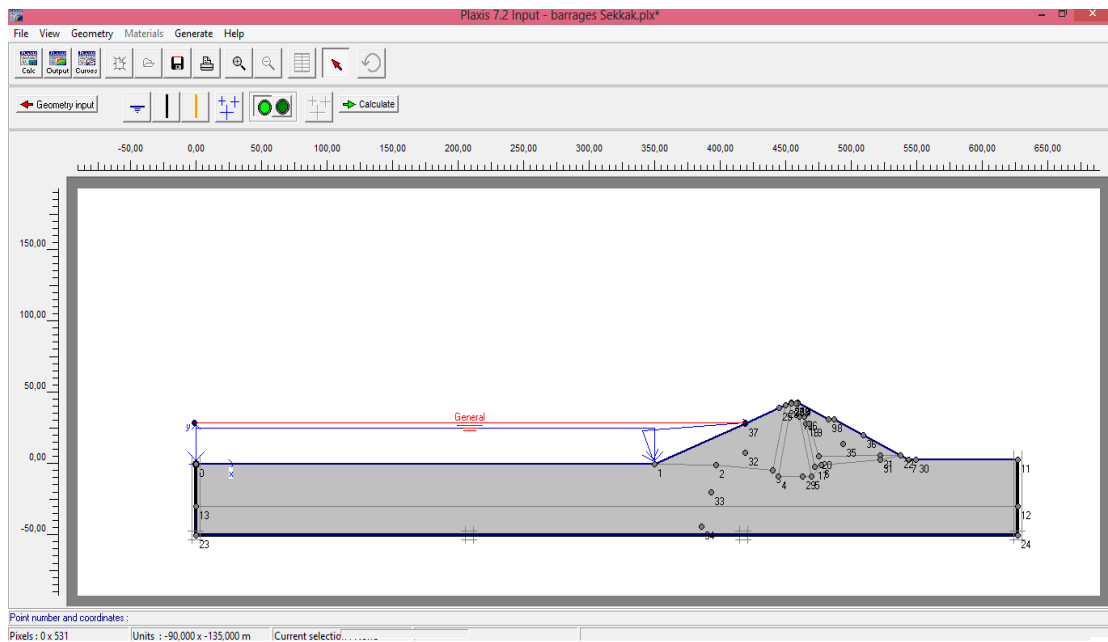 Plaxis 7.2 Input - barrages Sekkak.plx*
File View Geometry Materials Generate Help
Calc Output Curves
Geometry input
Calculate
-50,00 0,00 50,00 100,00 150,00 200,00 250,00 300,00 350,00 400,00 450,00 500,00 550,00 600,00 650,00
150,00
100,00
50,00
General
y
37 36
32 35
0,00
x
0 1 2 4 20 21 31 22 7 30 11
33
13 12
-50,00
34
23 24
Point number and coordinates :
Pixels : 0 x 531 Units : -90,000 x -135,000 m Current selectio